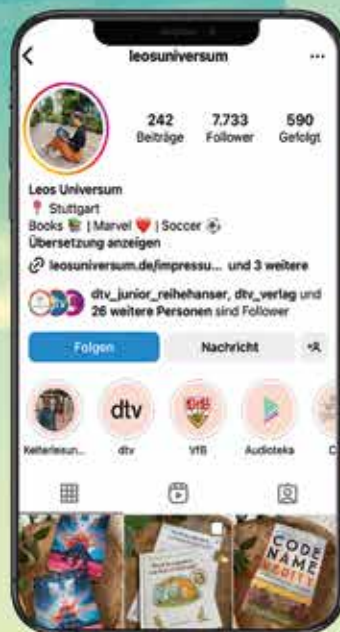 leosuniversum
242 7.733 590
Beiträge Follower Gefolgt
Leos Universum
Stuttgart
Books | Marvel | Soccer
Übersetzung anzeigen
leosuniversum.de/impressu... und 3 weitere
dtv_junior_reihehanser, dtv_verlag und
26 weitere Personen sind Follower
Folgen Nachricht
dtv
dtv VfB Audioteka
CODE
NAME